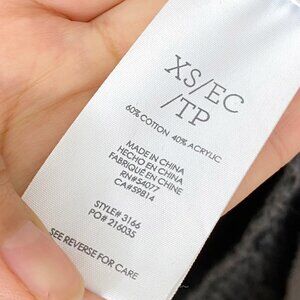 XS/EC
/TP
60% COTTON 40% ACRYLIC
MADE IN CHINA
HECHO EN CHINA
FABRIQUÉ EN CHINE
RN#54077
CA#59814
STYLE# 3166
PO# 216035
SEE REVERSE FOR CARE